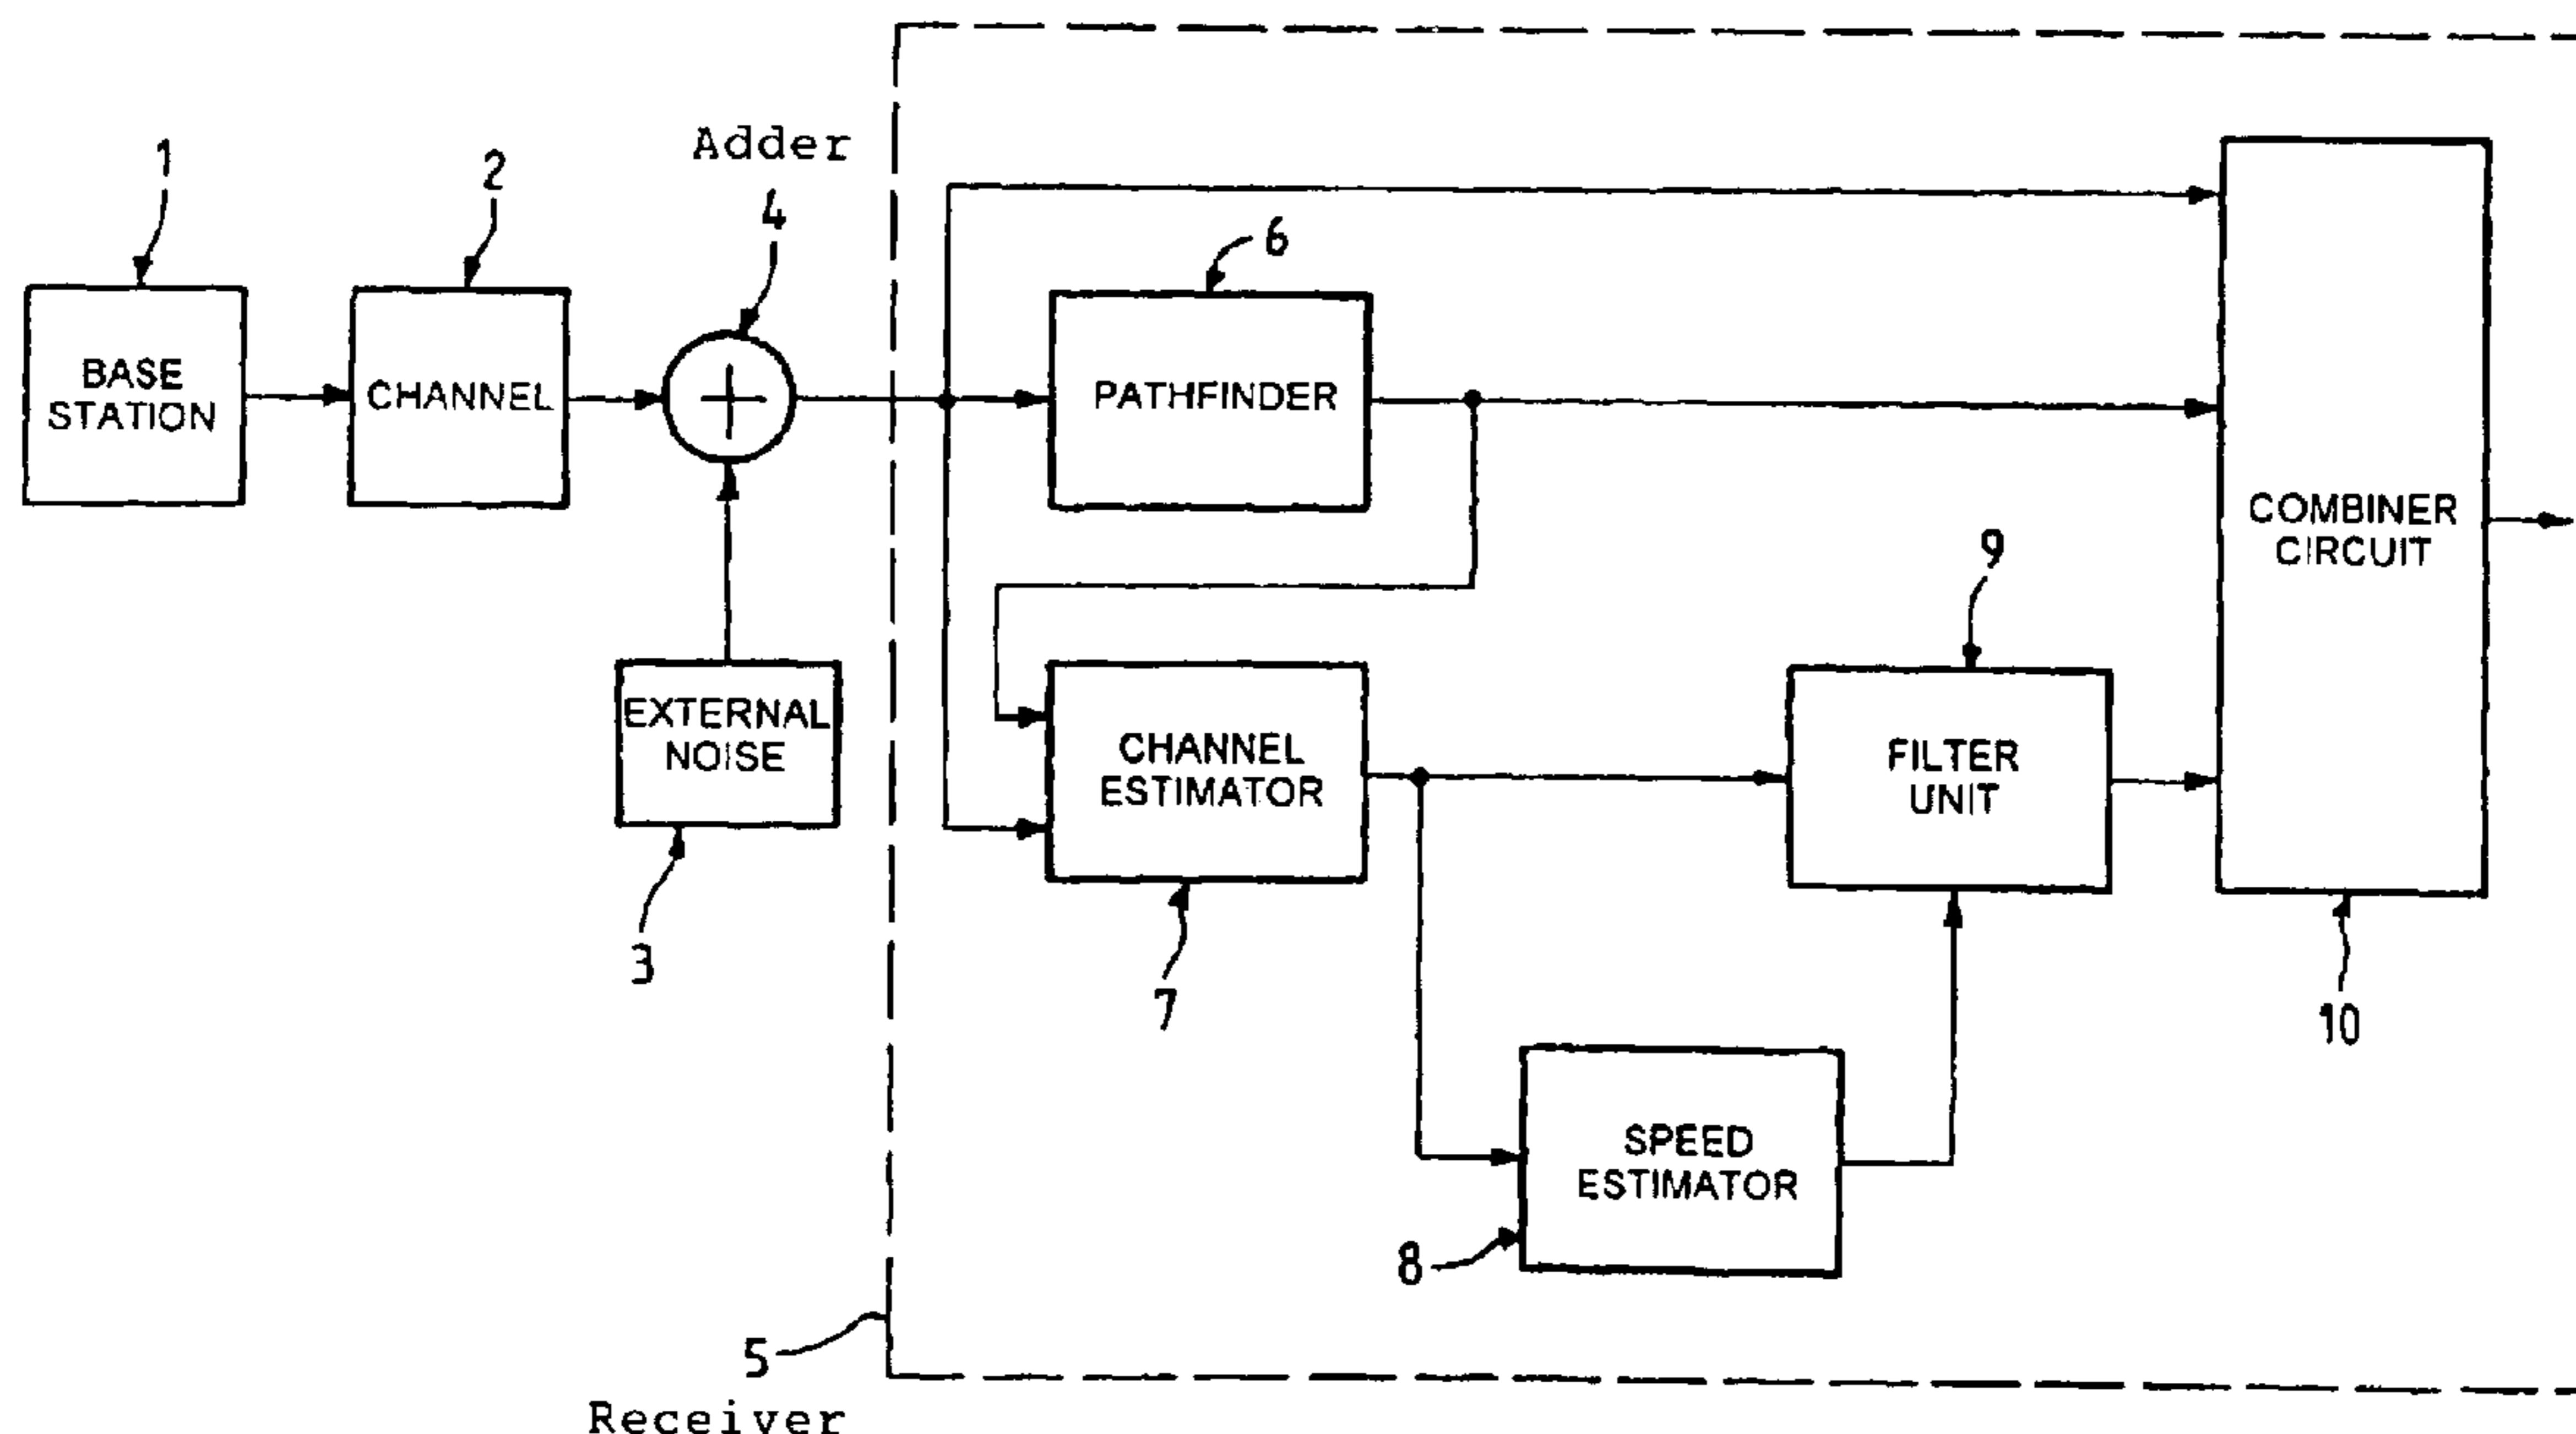 Adder
1
2
4
6
BASE
STATION
CHANNEL
PATHFINDER
COMBINER
CIRCUIT
9
EXTERNAL
NOISE
CHANNEL
ESTIMATOR
FILTER
UNIT
3
7
10
SPEED
ESTIMATOR
8
5
Receiver